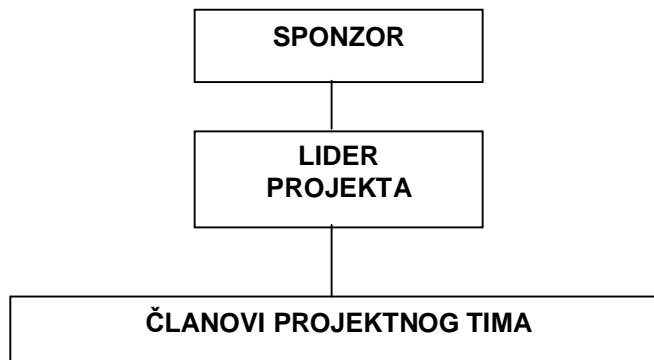 SPONZOR
LIDER
PROJEKTA
ČLANOVI PROJEKTNOG TIMA